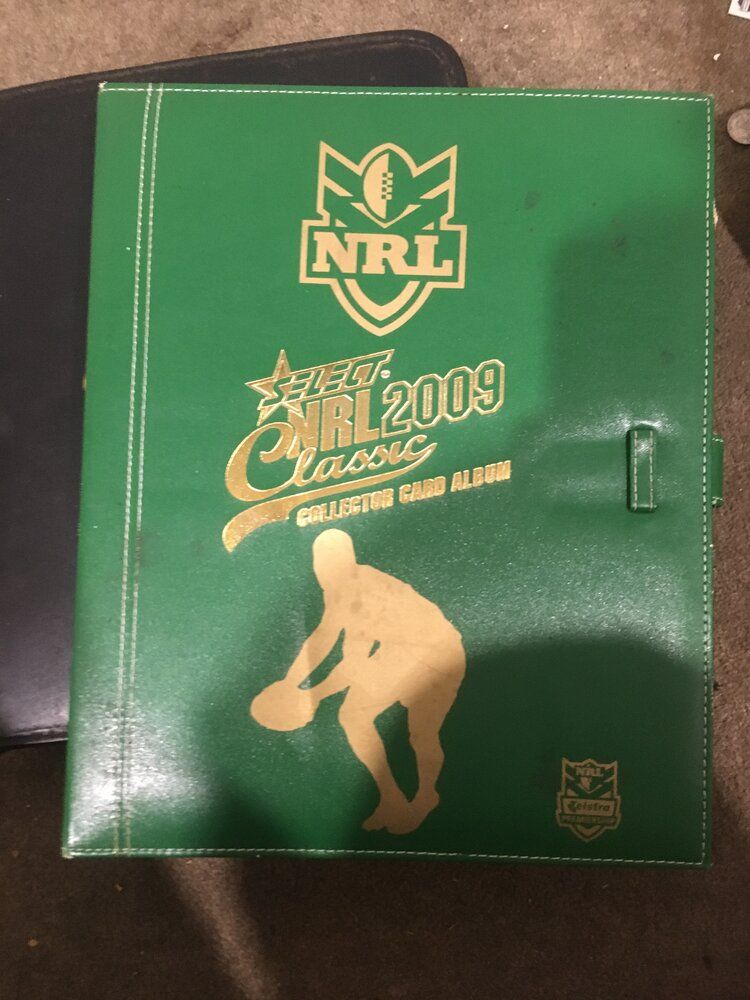 NRL
SELECT
NRL 2009
Classic
COLLECTOR CARD ALBUM
NRL
Telstra
PREMIERSHIP